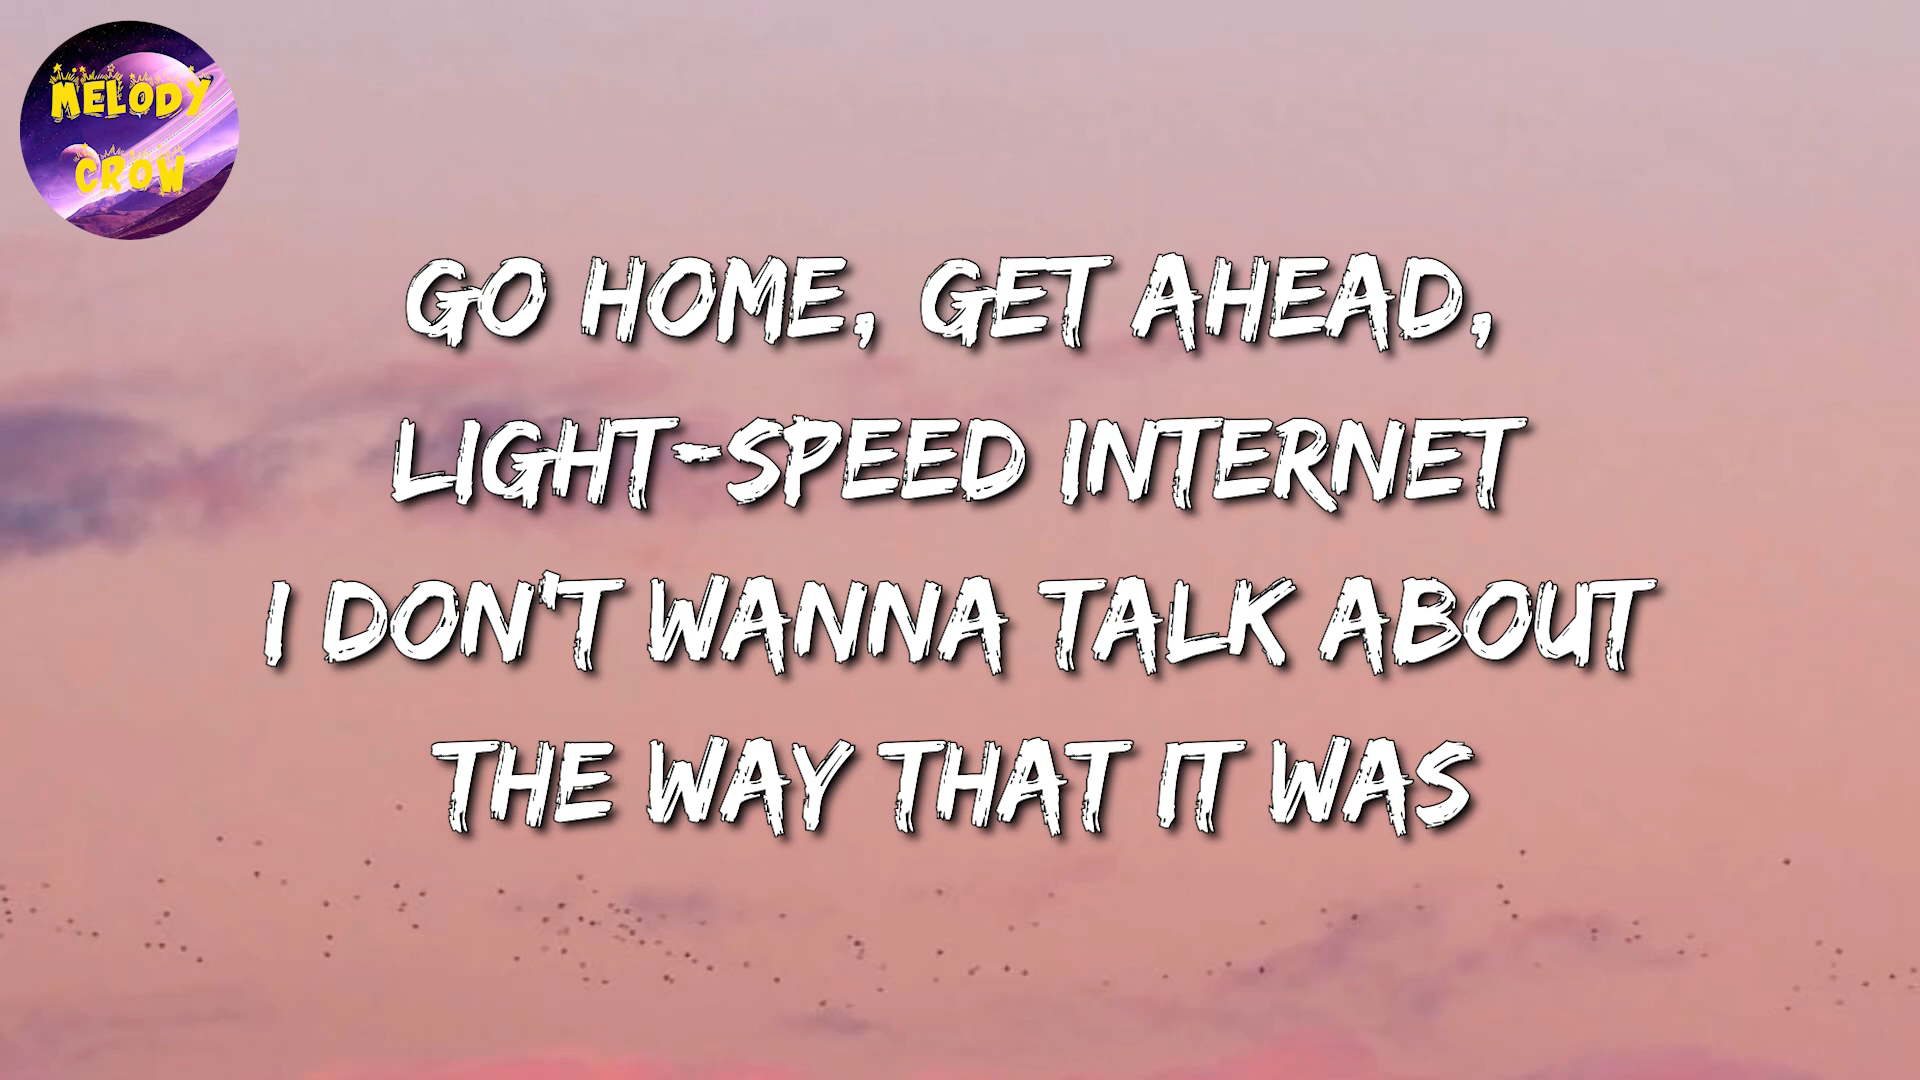 MELODY
CROW
GO HOME, GET AHEAD,
LIGHT-SPEED INTERNET
I DON'T WANNA TALK ABOUT
THE WAY THAT IT WAS